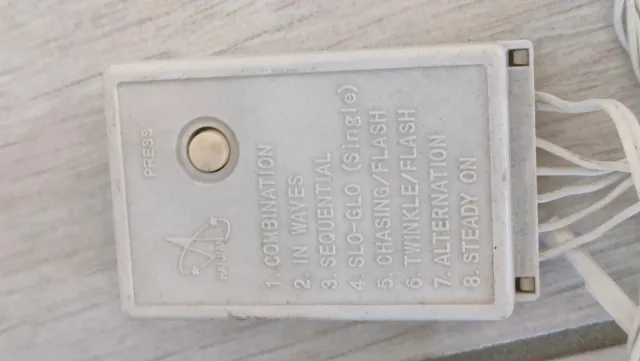 PRESS
1. COMBINATION
2. IN WAVES
3. SEQUENTIAL
4. SLO-GLO (Single)
5. CHASING/FLASH
6. TWINKLE/FLASH
7. ALTERNATION
8. STEADY ON